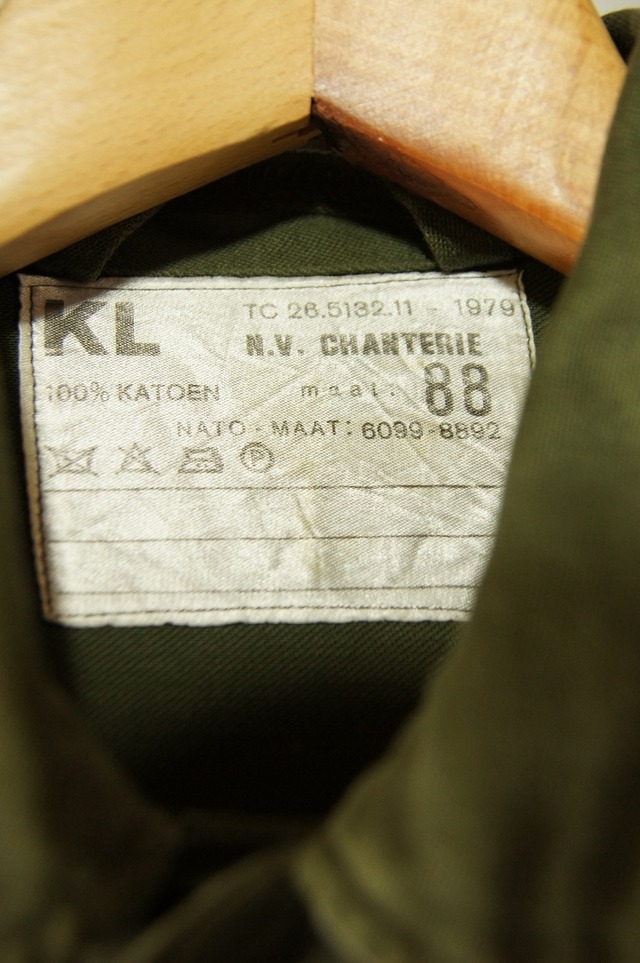 KL
TC 26.5132.11 - 1979
N.V. CHANTERIE
100% KATOEN
maat: 88
NATO - MAAT: 6099-8892
P